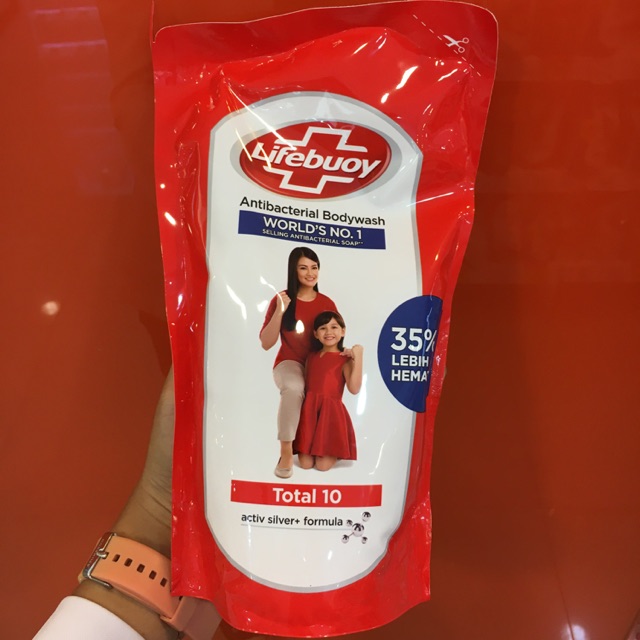 Lifebuoy
Antibacterial Bodywash
WORLD'S NO. 1
SELLING ANTIBACTERIAL SOAP**
35%
LEBIH
HEMAT
Total 10
activ silver+ formula